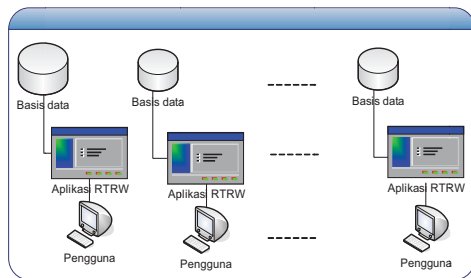 Basis data
Basis data
Basis data
Aplikasi RTRW
Aplikasi RTRW
Aplikasi RTRW
Pengguna
Pengguna
Pengguna